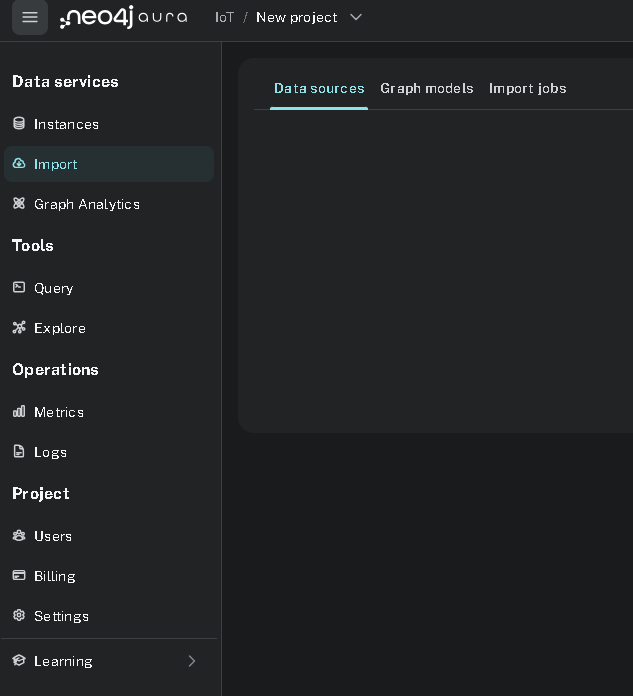 neo4j aura IoT / New project
Data services
Instances
Import
Graph Analytics
Tools
Query
Explore
Operations
Metrics
Logs
Project
Users
Billing
Settings
Learning
Data sources Graph models Import jobs